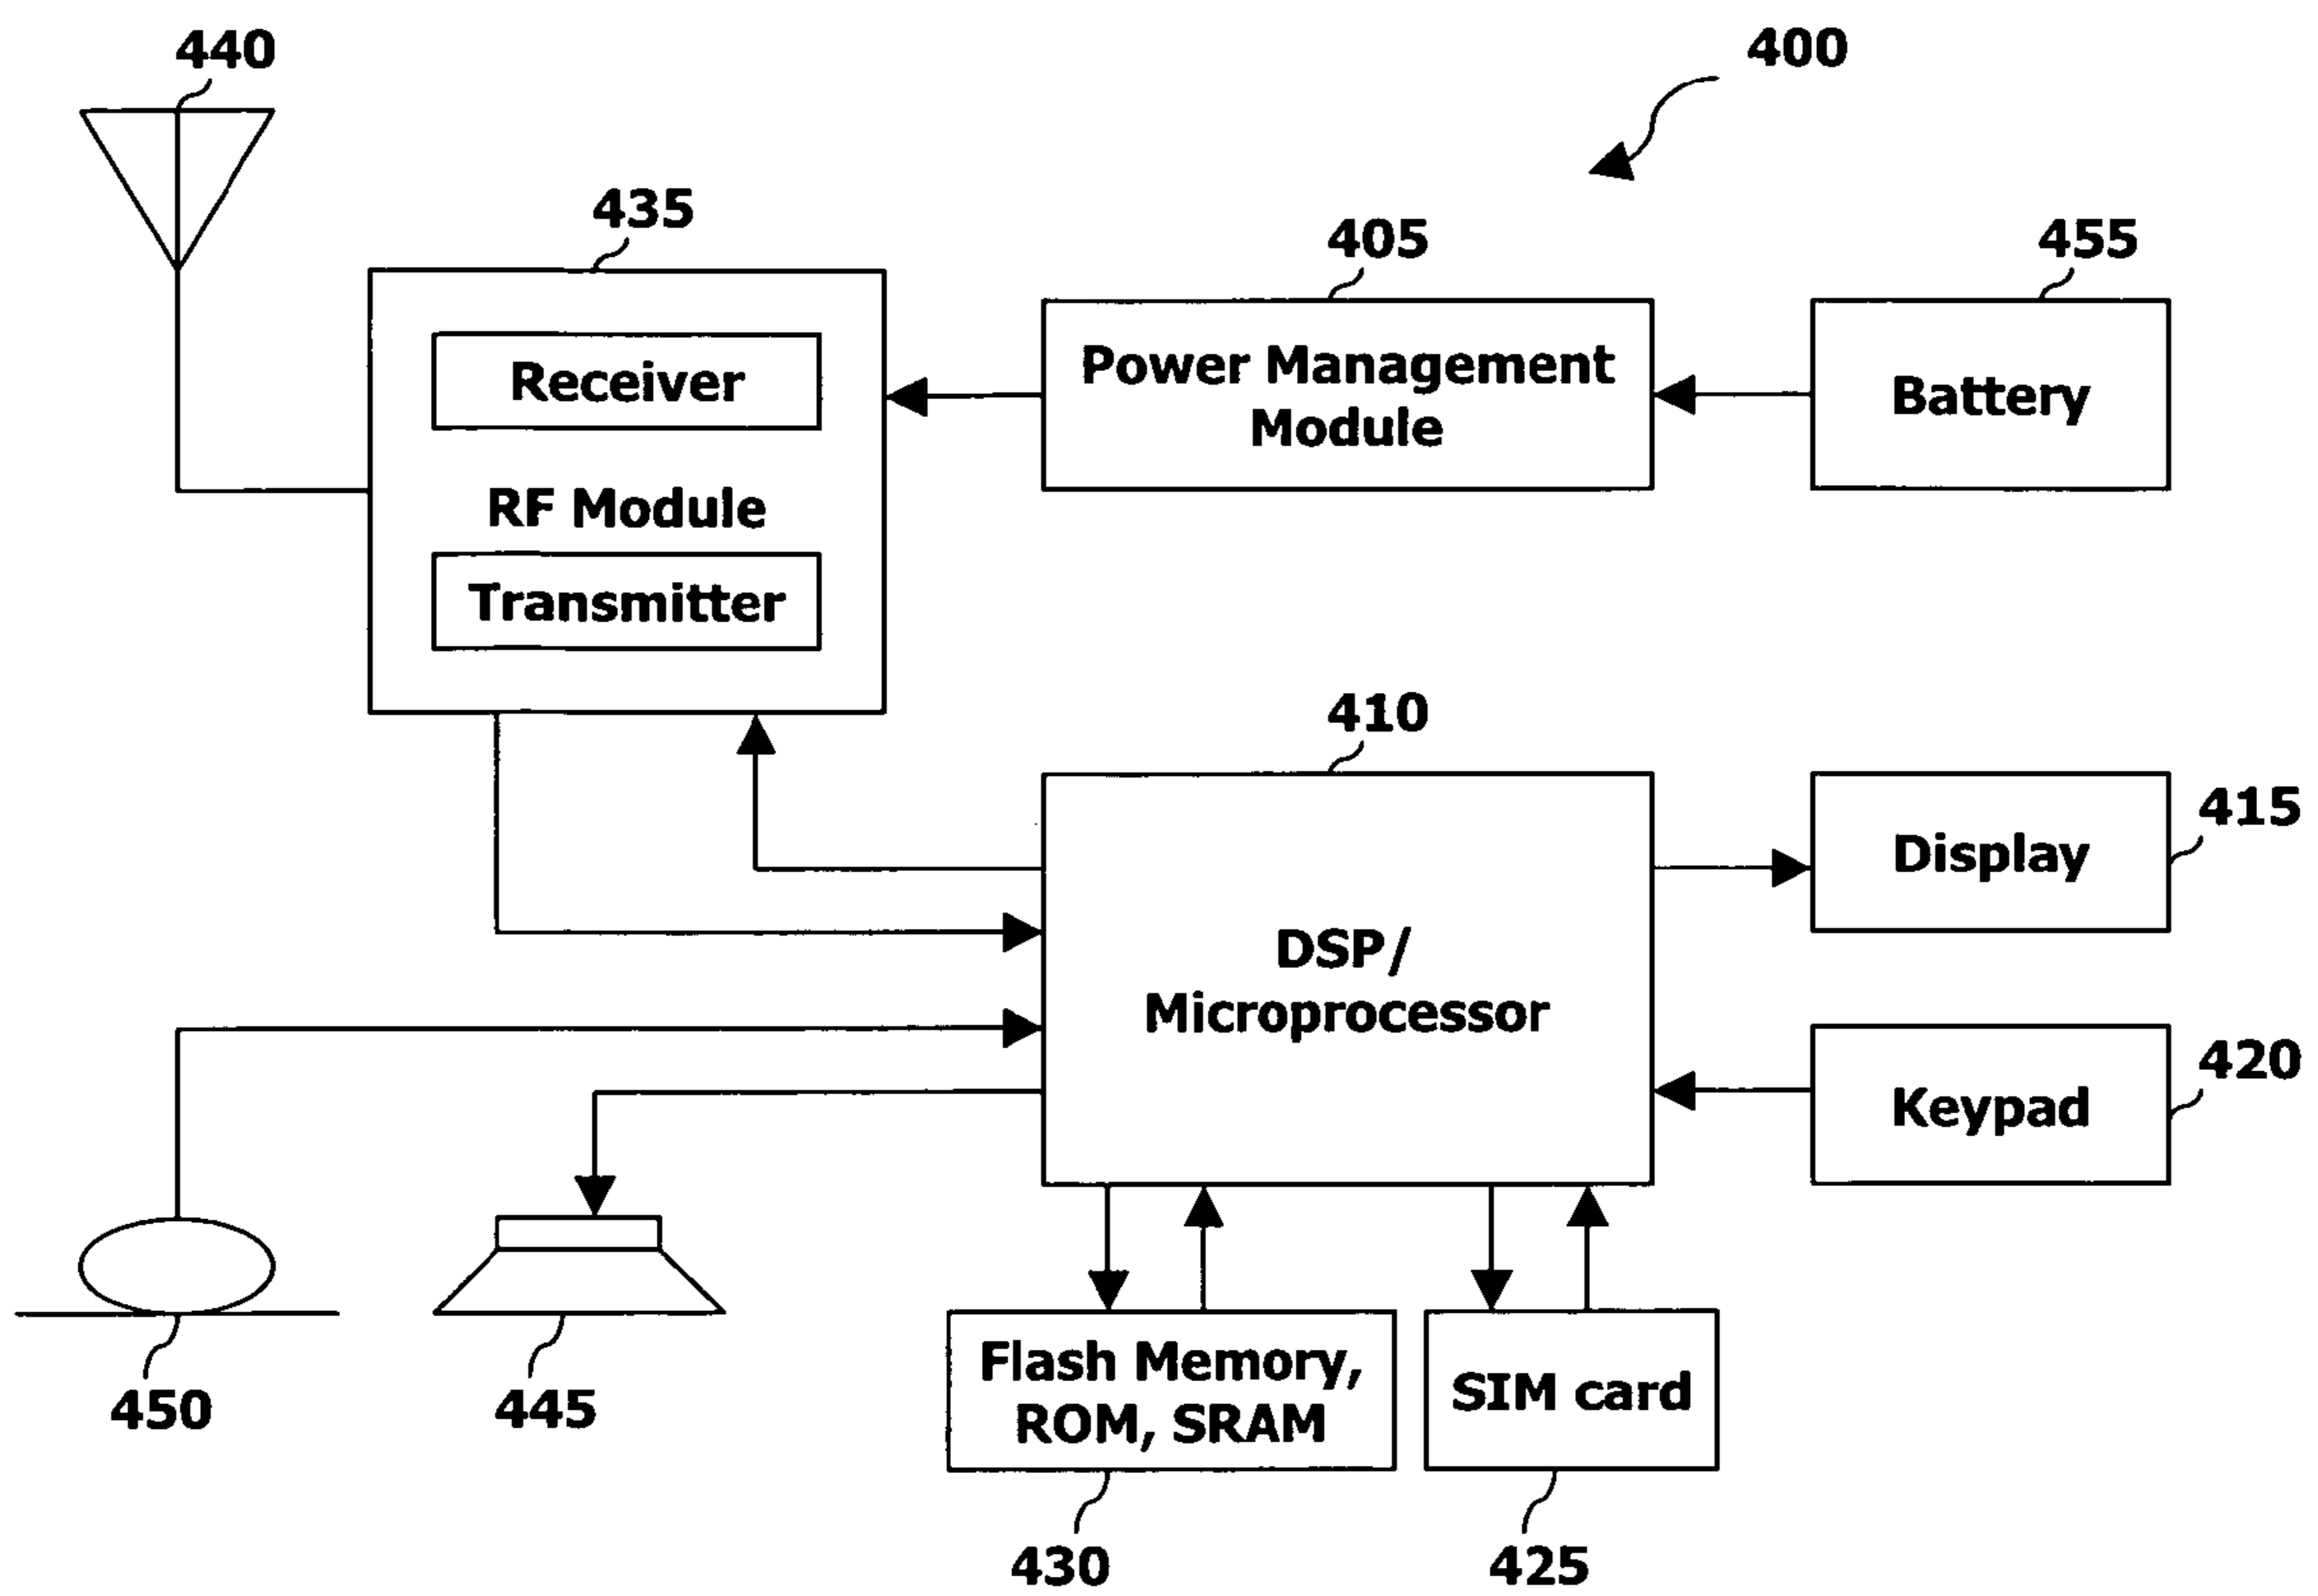 440
400
435
405
455
Receiver
Power Management
Module
Battery
RF Module
Transmitter
410
415
Display
DSP/
Microprocessor
420
Keypad
450
445
Flash Memory,
ROM, SRAM
SIM card
430
425